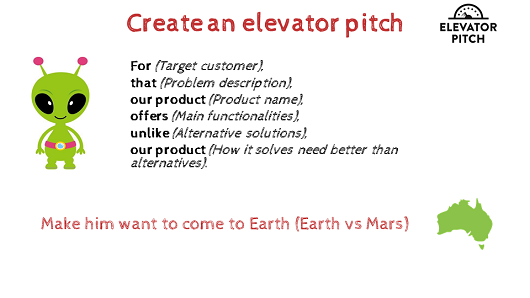 Create an elevator pitch
ELEVATOR
PITCH
For (Target customer),
that (Problem description),
our product (Product name),
offers (Main functionalities),
unlike (Alternative solutions),
our product (How it solves need better than
alternatives).
Make him want to come to Earth (Earth vs Mars)